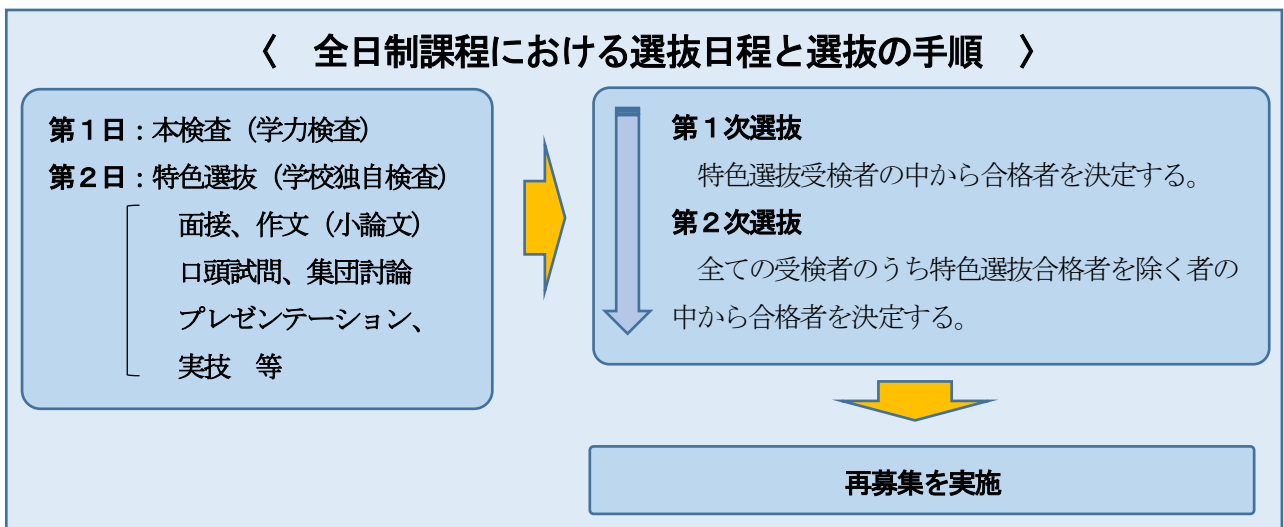 〈　全日制課程における選抜日程と選抜の手順　〉
第１日：本検査（学力検査）
第２日：特色選抜（学校独自検査）
面接、作文（小論文）
口頭試問、集団討論
プレゼンテーション、
実技　等
第１次選抜
特色選抜受検者の中から合格者を決定する。
第２次選抜
全ての受検者のうち特色選抜合格者を除く者の
中から合格者を決定する。
再募集を実施